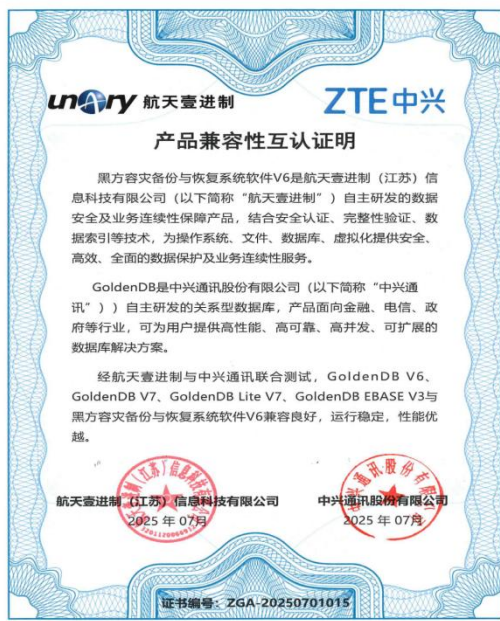 unary 航天壹进制
ZTE中兴
产品兼容性互认证明
黑方容灾备份与恢复系统软件V6是航天壹进制（江苏）信
息科技有限公司（以下简称“航天壹进制”）自主研发的数据
安全及业务连续性保障产品，结合安全认证、完整性验证、数
据索引等技术，为操作系统、文件、数据库、虚拟化提供安全、
高效、全面的数据保护及业务连续性服务。
GoldenDB是中兴通讯股份有限公司（以下简称“中兴通
讯”））自主研发的关系型数据库，产品面向金融、电信、政
府等行业，可为用户提供高性能、高可靠、高并发、可扩展的
数据库解决方案。
经航天壹进制与中兴通讯联合测试，GoldenDB V6、
GoldenDB V7、GoldenDB Lite V7、GoldenDB EBASE V3与
黑方容灾备份与恢复系统软件V6兼容良好，运行稳定，性能优
越。
航天壹进制（江苏）信息科技有限公司
中兴通讯股份有限公司
2025 年 07月
2025 年 07月
证书编号：ZGA-20250701015